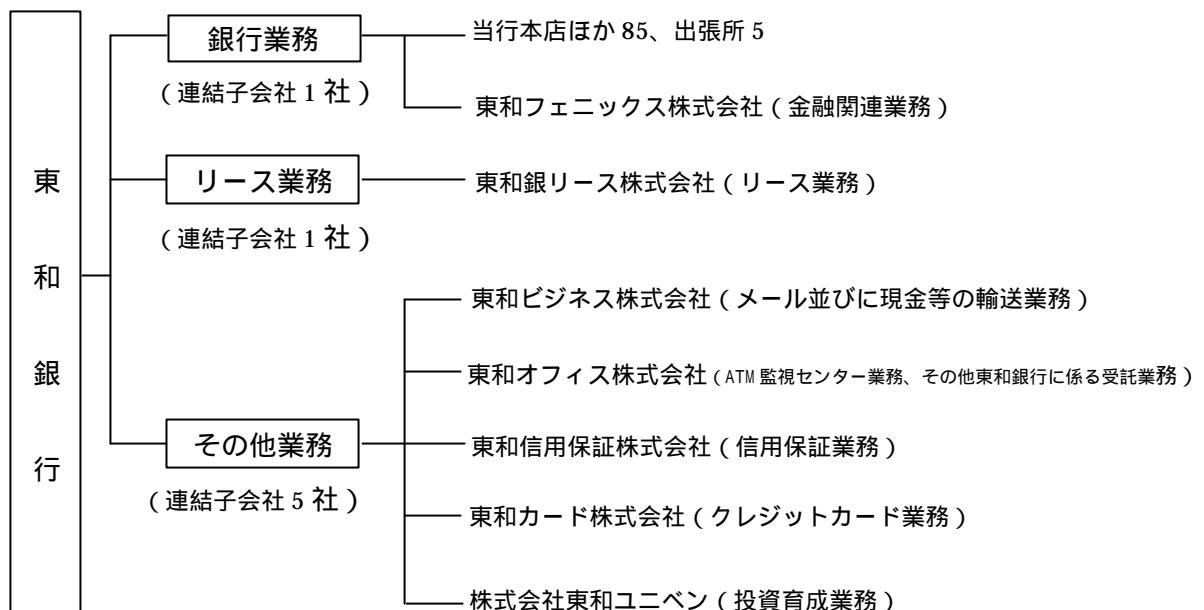 東和銀行
銀行業務
(連結子会社 1 社)
当行本店ほか 85、出張所 5
東和フェニックス株式会社(金融関連業務)
リース業務
(連結子会社 1 社)
東和銀リース株式会社(リース業務)
その他業務
(連結子会社 5 社)
東和ビジネス株式会社(メール並びに現金等の輸送業務)
東和オフィス株式会社(ATM 監視センター業務、その他東和銀行に係る受託業務)
東和信用保証株式会社(信用保証業務)
東和カード株式会社(クレジットカード業務)
株式会社東和ユニベン(投資育成業務)